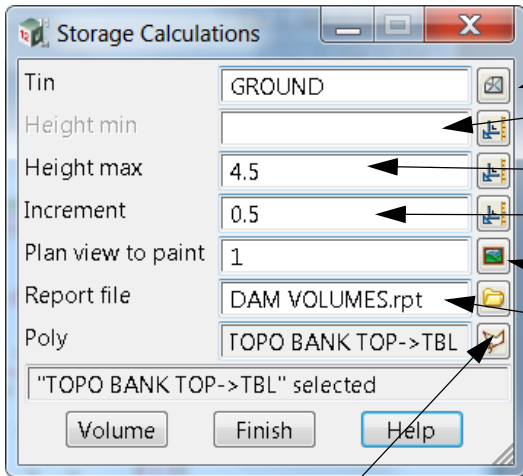 Storage Calculations
Tin GROUND
Height min
Height max 4.5
Increment 0.5
Plan view to paint 1
Report file DAM VOLUMES.rpt
Poly TOPO BANK TOP->TBL
"TOPO BANK TOP->TBL" selected
Volume Finish Help